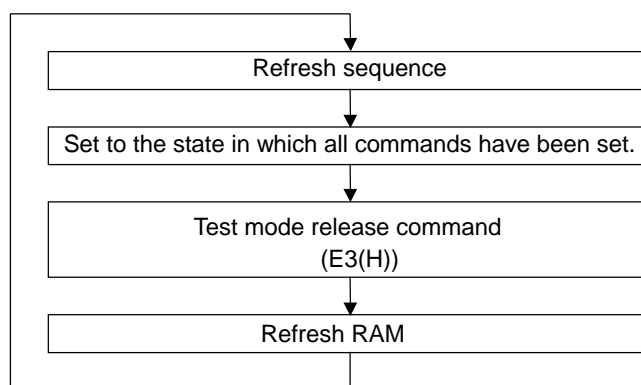 Refresh sequence
Set to the state in which all commands have been set.
Test mode release command
(E3(H))
Refresh RAM